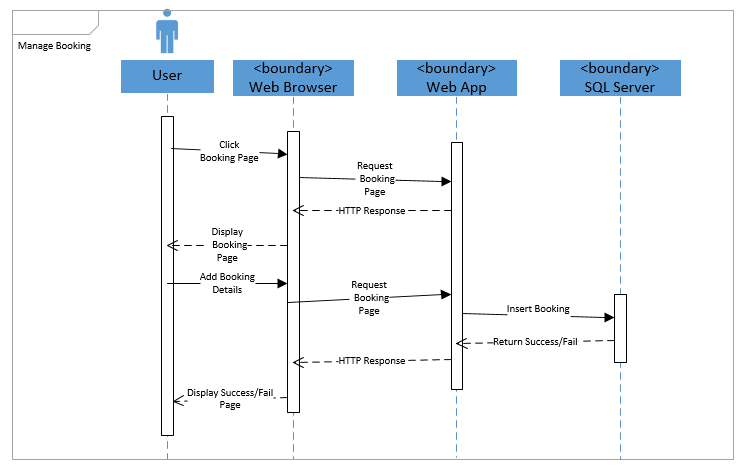 Manage Booking
User
<boundary>
Web Browser
<boundary>
Web App
<boundary>
SQL Server
Click
Booking Page
Request
Booking
Page
HTTP Response
Display
Booking
Page
Add Booking
Details
Request
Booking
Page
Insert Booking
Return Success/Fail
HTTP Response
Display Success/Fail
Page